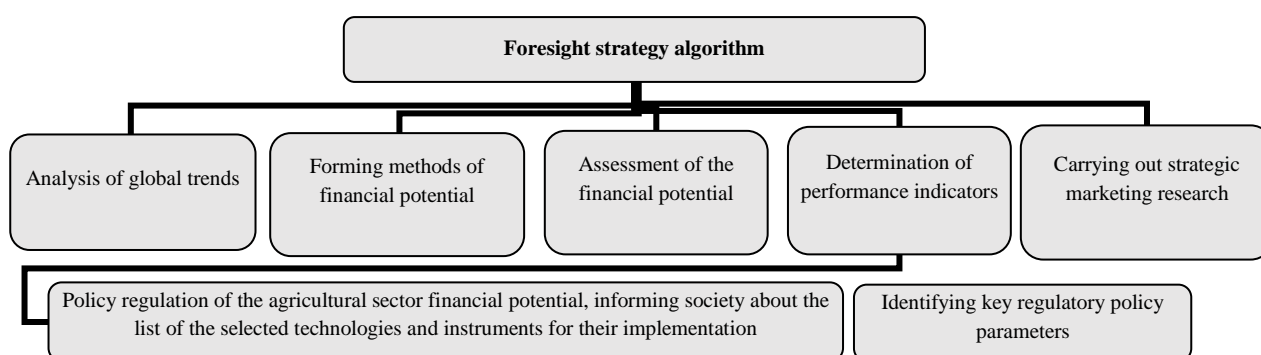 Foresight strategy algorithm
Analysis of global trends
Forming methods of
financial potential
Assessment of the
financial potential
Determination of
performance indicators
Carrying out strategic
marketing research
Policy regulation of the agricultural sector financial potential, informing society about the
list of the selected technologies and instruments for their implementation
Identifying key regulatory policy
parameters